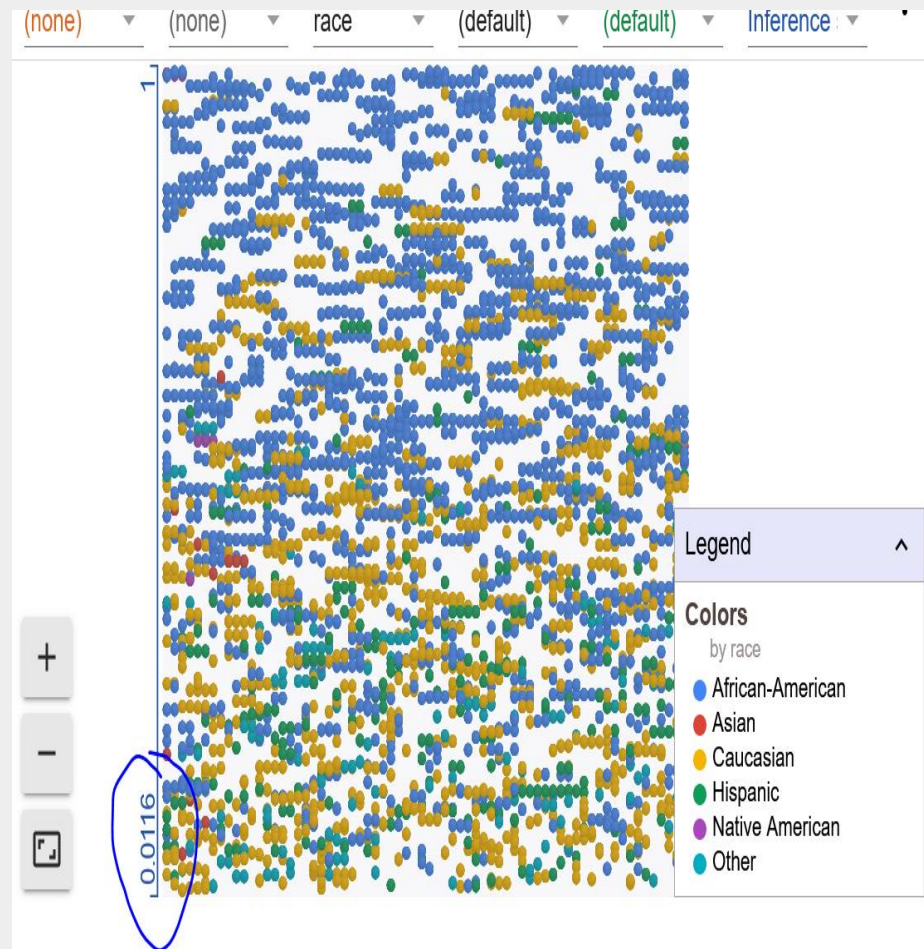 (none) (none) race (default) (default) Inference
1
0.0116
+
−
Legend
Colors
by race
African-American
Asian
Caucasian
Hispanic
Native American
Other